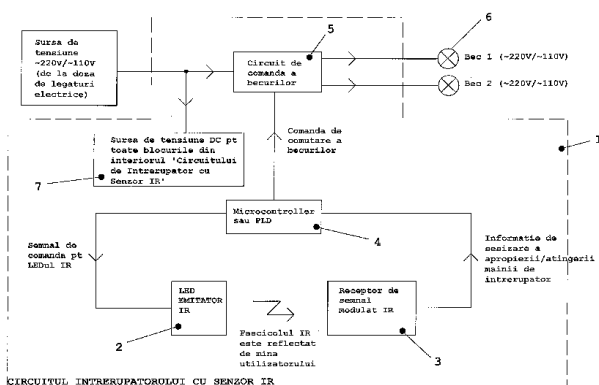 Sursa de
tensiune
~220v/~110v
(de la doza
de legaturi
electrice)
5
Circuit de
comanda a
becurilor
6
Bec 1 (~220V/~110V)
Bec 2 (~220V/~110V)
Sursa de tensiune DC pt
toate blocurile din
interiorul 'Circuitului
de Intrerupator cu
Senzor IR'
7
Comanda de
comutare a
becurilor
1
Microcontroller
sau PLD
4
Semnal de
comanda pt
LEDul IR
Informatie de
sesizare a
apropierii/atingerii
mainii de
intrerupator
LED
EMITATOR
IR
2
Fascicolul IR
este reflectat
de mina
utilizatorului
Receptor de
semnal
modulat IR
3
CIRCUITUL INTRERUPATORULUI CU SENZOR IR